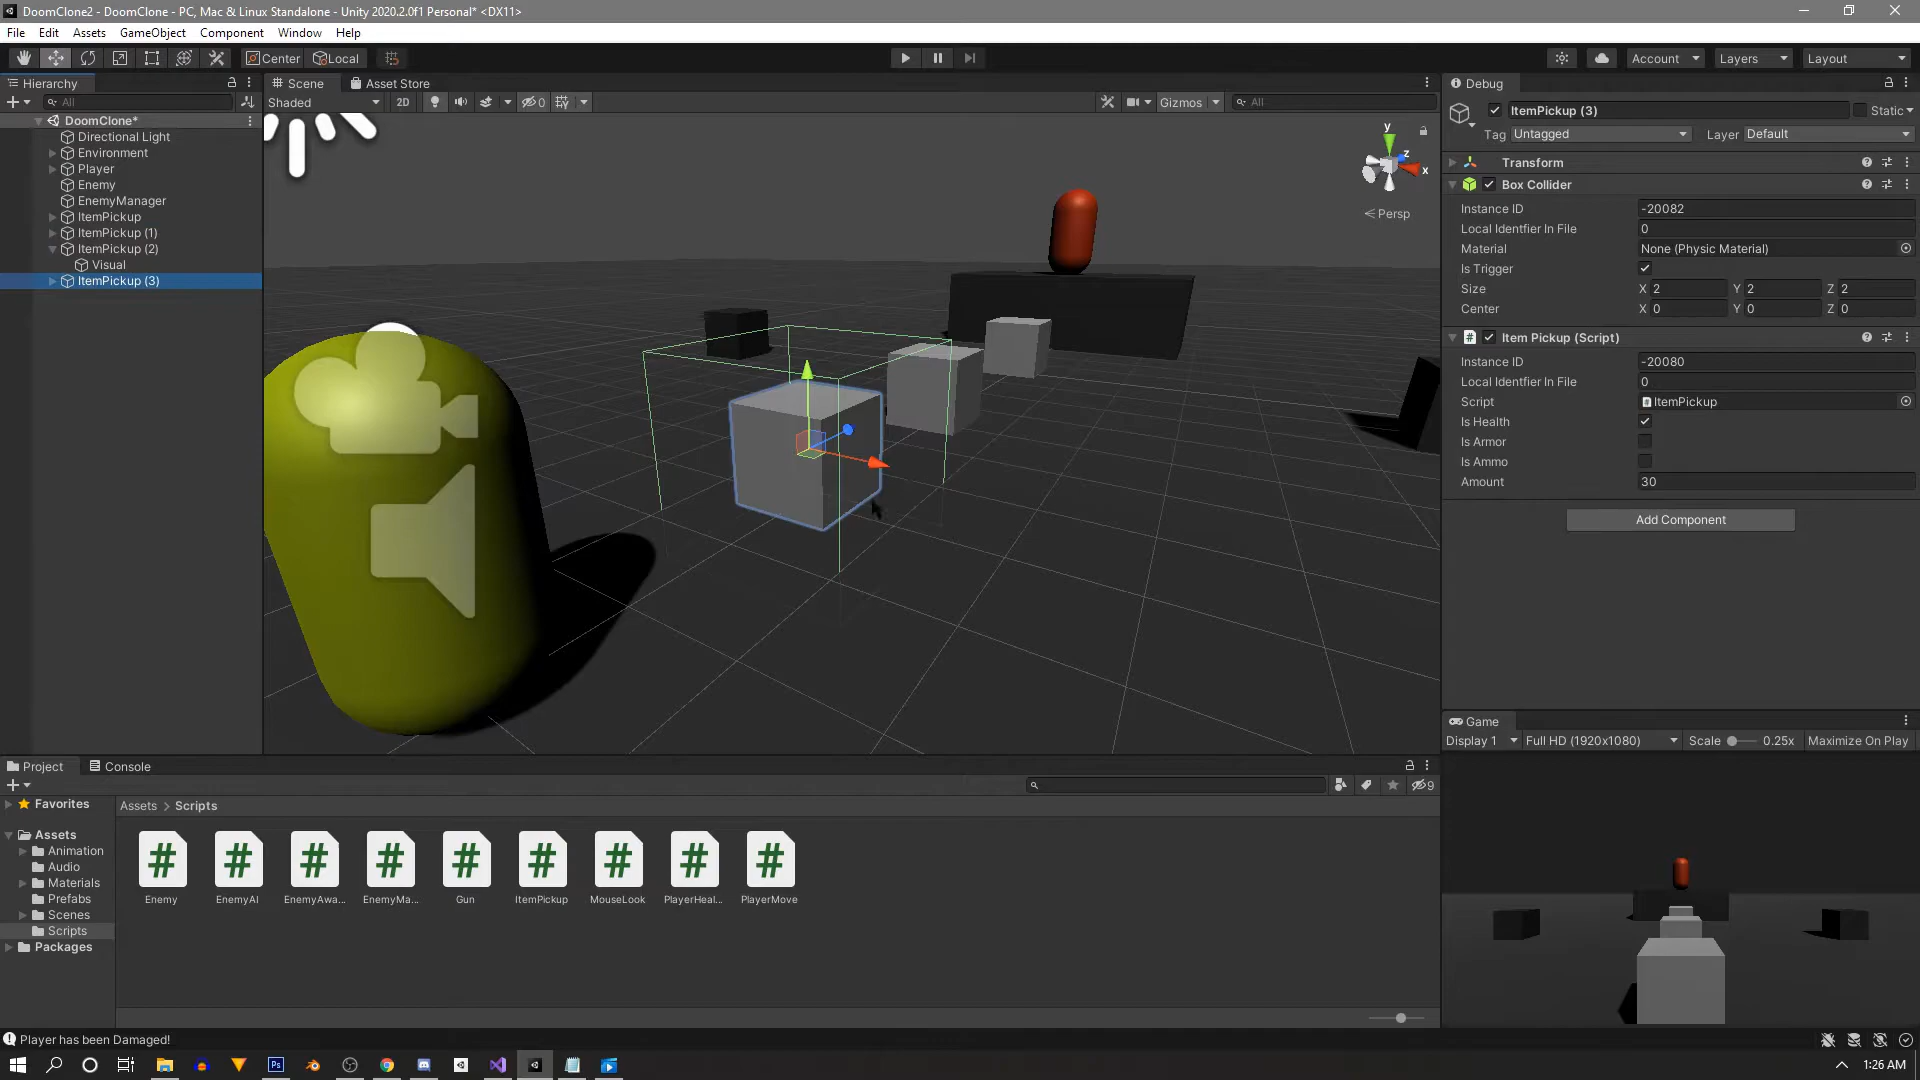 DoomClone2 - DoomClone - PC, Mac & Linux Standalone - Unity 2020.2.0f1 Personal* <DX11>
File Edit Assets GameObject Component Window Help
Center Local Account Layers Layout
Hierarchy
All
DoomClone*
Directional Light
Environment
Player
Enemy
EnemyManager
ItemPickup
ItemPickup (1)
ItemPickup (2)
Visual
ItemPickup (3)
Scene Asset Store
Shaded 2D 0 Gizmos All
y
z
x
Persp
Debug
ItemPickup (3) Static
Tag Untagged Layer Default
Transform
Box Collider
Instance ID -20082
Local Identfier In File 0
Material None (Physic Material)
Is Trigger
Size X 2 Y 2 Z 2
Center X 0 Y 0 Z 0
# Item Pickup (Script)
Instance ID -20080
Local Identfier In File 0
Script ItemPickup
Is Health
Is Armor
Is Ammo
Amount 30
Add Component
Game
Display 1 Full HD (1920x1080) Scale 0.25x Maximize On Play
Project Console
9
Favorites
Assets
Animation
Audio
Materials
Prefabs
Scenes
Scripts
Packages
Assets > Scripts
# # # # # # # # #
Enemy EnemyAI EnemyAwa... EnemyMa... Gun ItemPickup MouseLook PlayerHeal... PlayerMove
Player has been Damaged!
Ps
1:26 AM